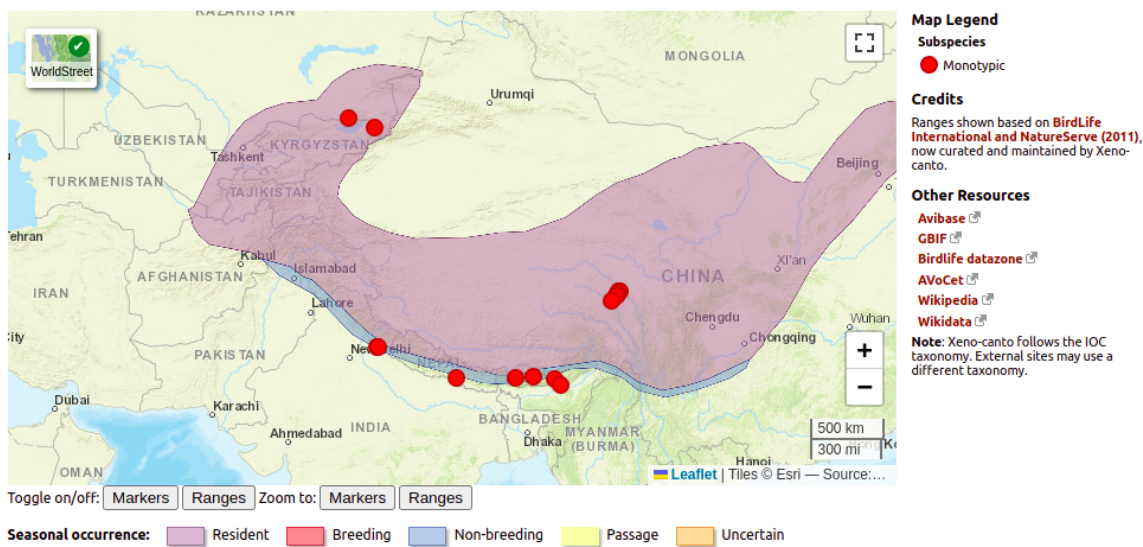 KAZAKHSTAN
WorldStreet
MONGOLIA
Urumqi
UZBEKISTAN
Tashkent
KYRGYZSTAN
TURKMENISTAN
TAJIKISTAN
Beijing
Tehran
Kabul
Islamabad
AFGHANISTAN
CHINA
Xi'an
IRAN
Lahore
Chengdu
Wuhan
Chongqing
New Delhi
NEPAL
PAKISTAN
Dubai
Karachi
Ahmedabad
INDIA
BANGLADESH
Dhaka
MYANMAR
(BURMA)
OMAN
Hanoi
+
−
500 km
300 mi
Leaflet | Tiles © Esri — Source:…
Map Legend
Subspecies
Monotypic
Credits
Ranges shown based on BirdLife
International and NatureServe (2011),
now curated and maintained by Xeno-
canto.
Other Resources
Avibase
GBIF
Birdlife datazone
AVoCet
Wikipedia
Wikidata
Note: Xeno-canto follows the IOC
taxonomy. External sites may use a
different taxonomy.
Toggle on/off: Markers Ranges Zoom to: Markers Ranges
Seasonal occurrence: Resident Breeding Non-breeding Passage Uncertain